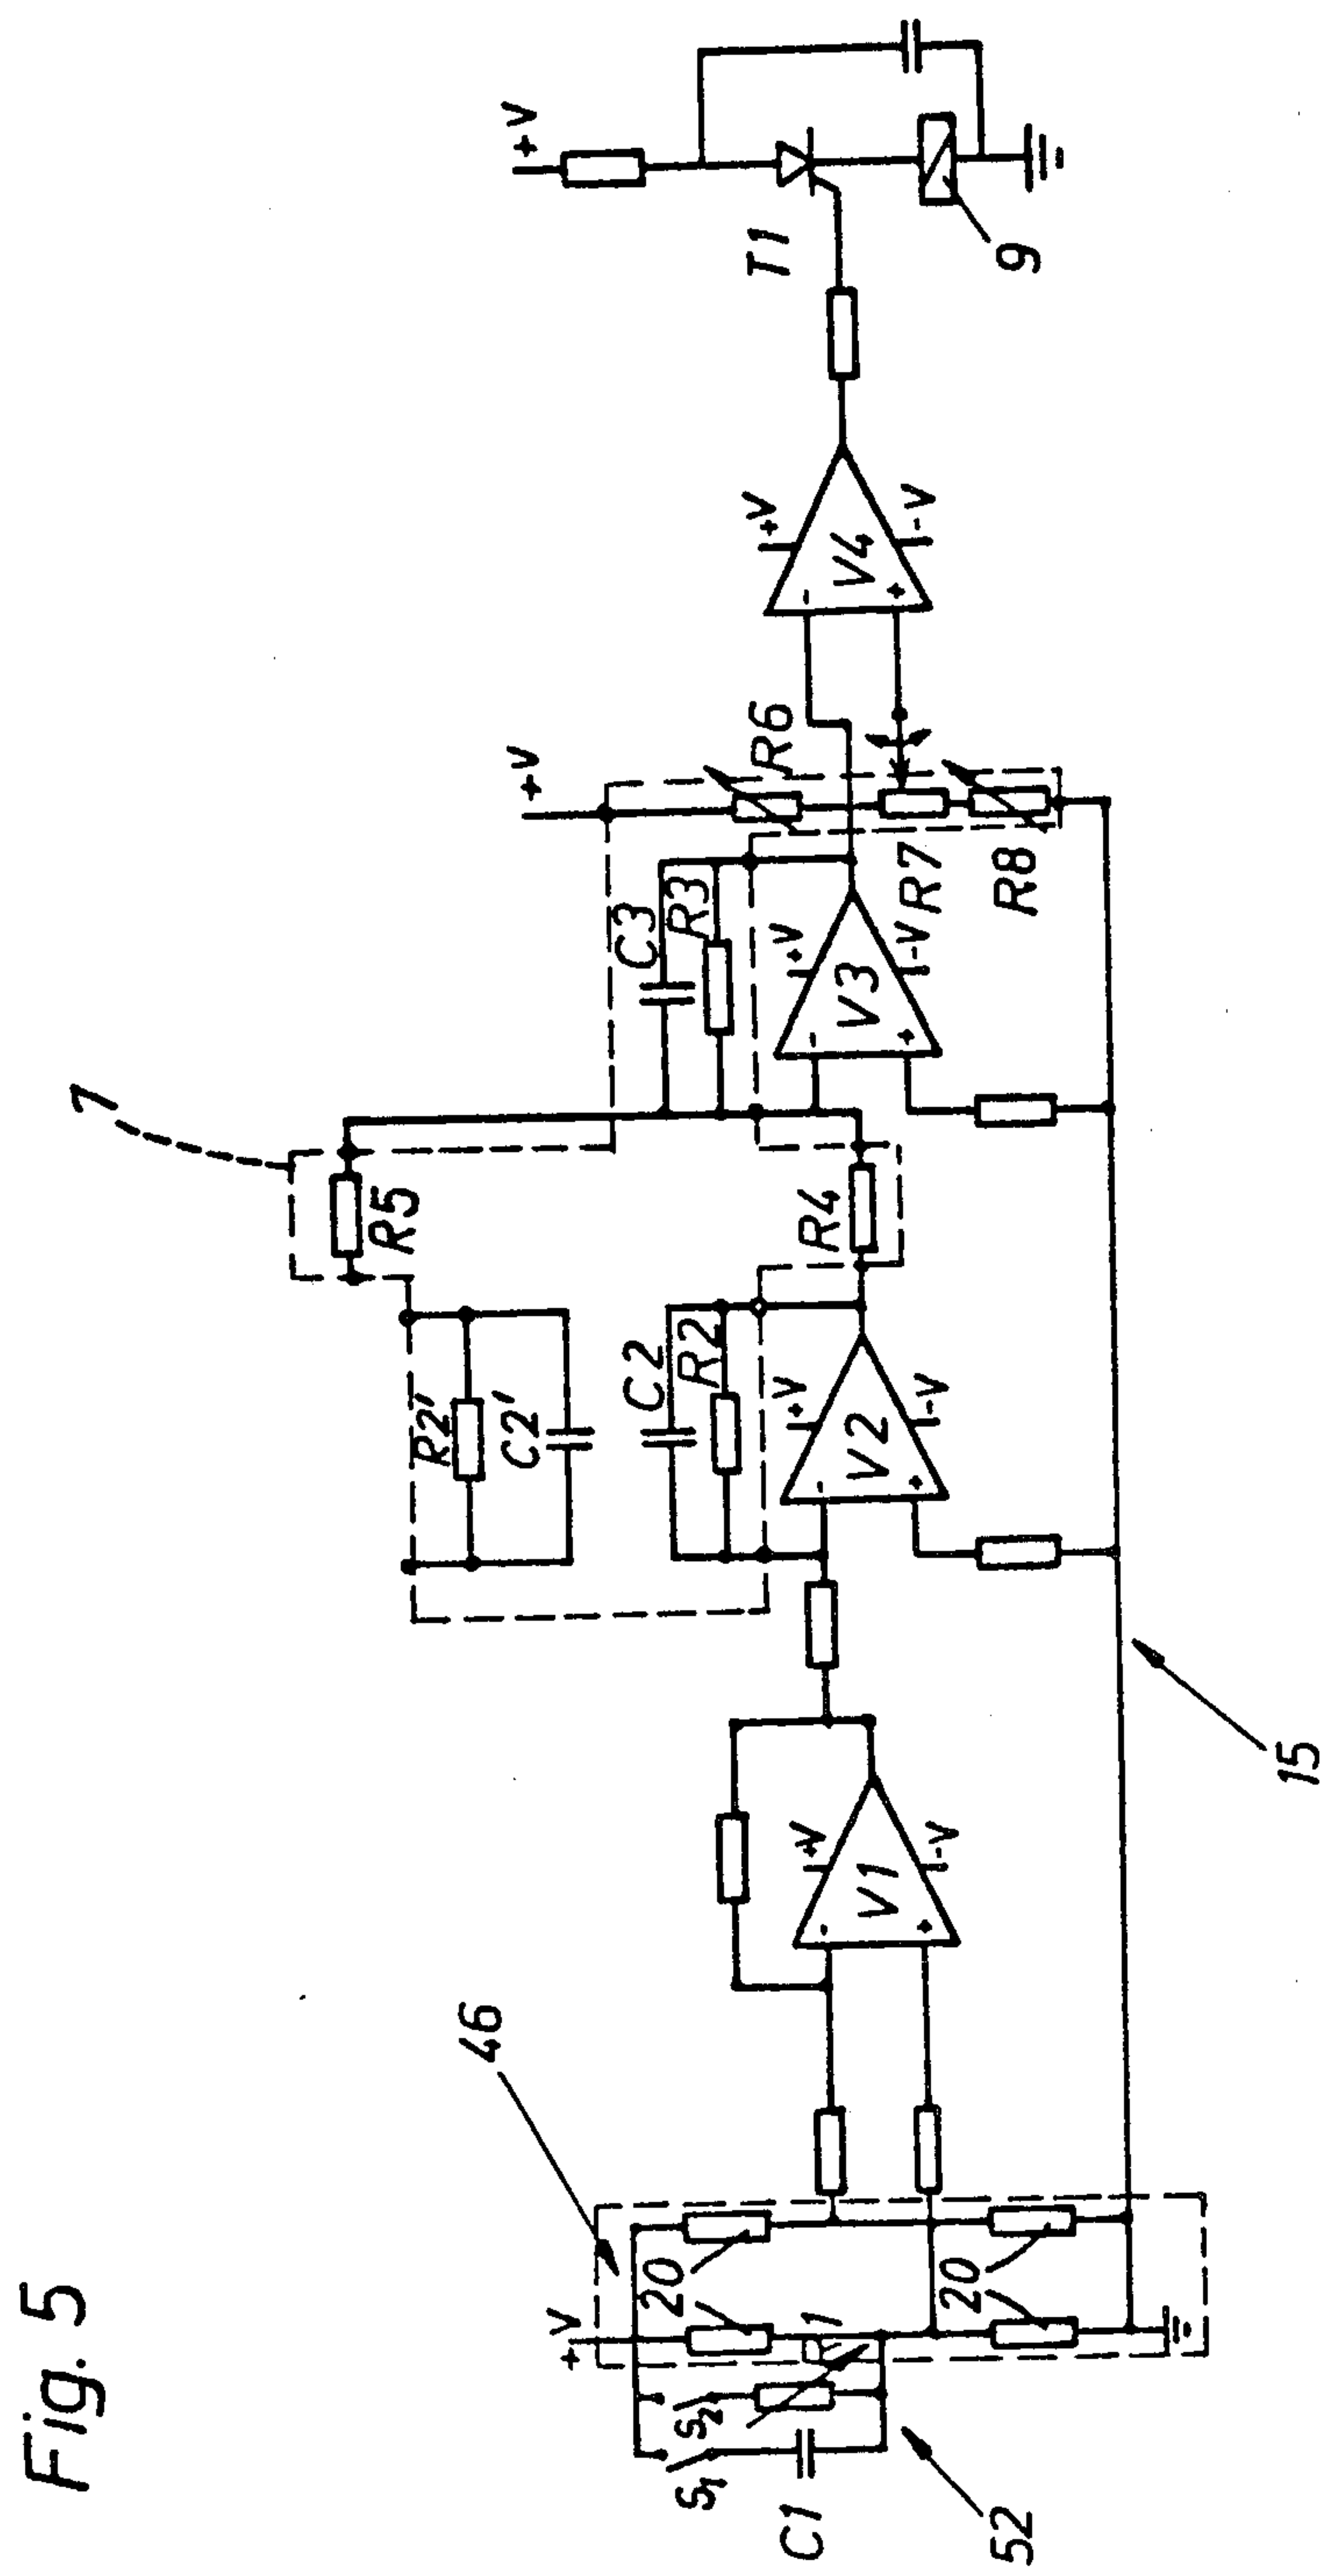 Fig. 5
+V
46
20
20
20
1
S1
S2
C1
52
+V
V1
-V
-
+
15
7
R2'
C2'
C2
R2
+V
V2
-V
-
+
R5
R4
C3
R3
+V
V3
-V
-
+
+V
R6
R7
R8
+V
V4
-V
-
+
+V
T1
9